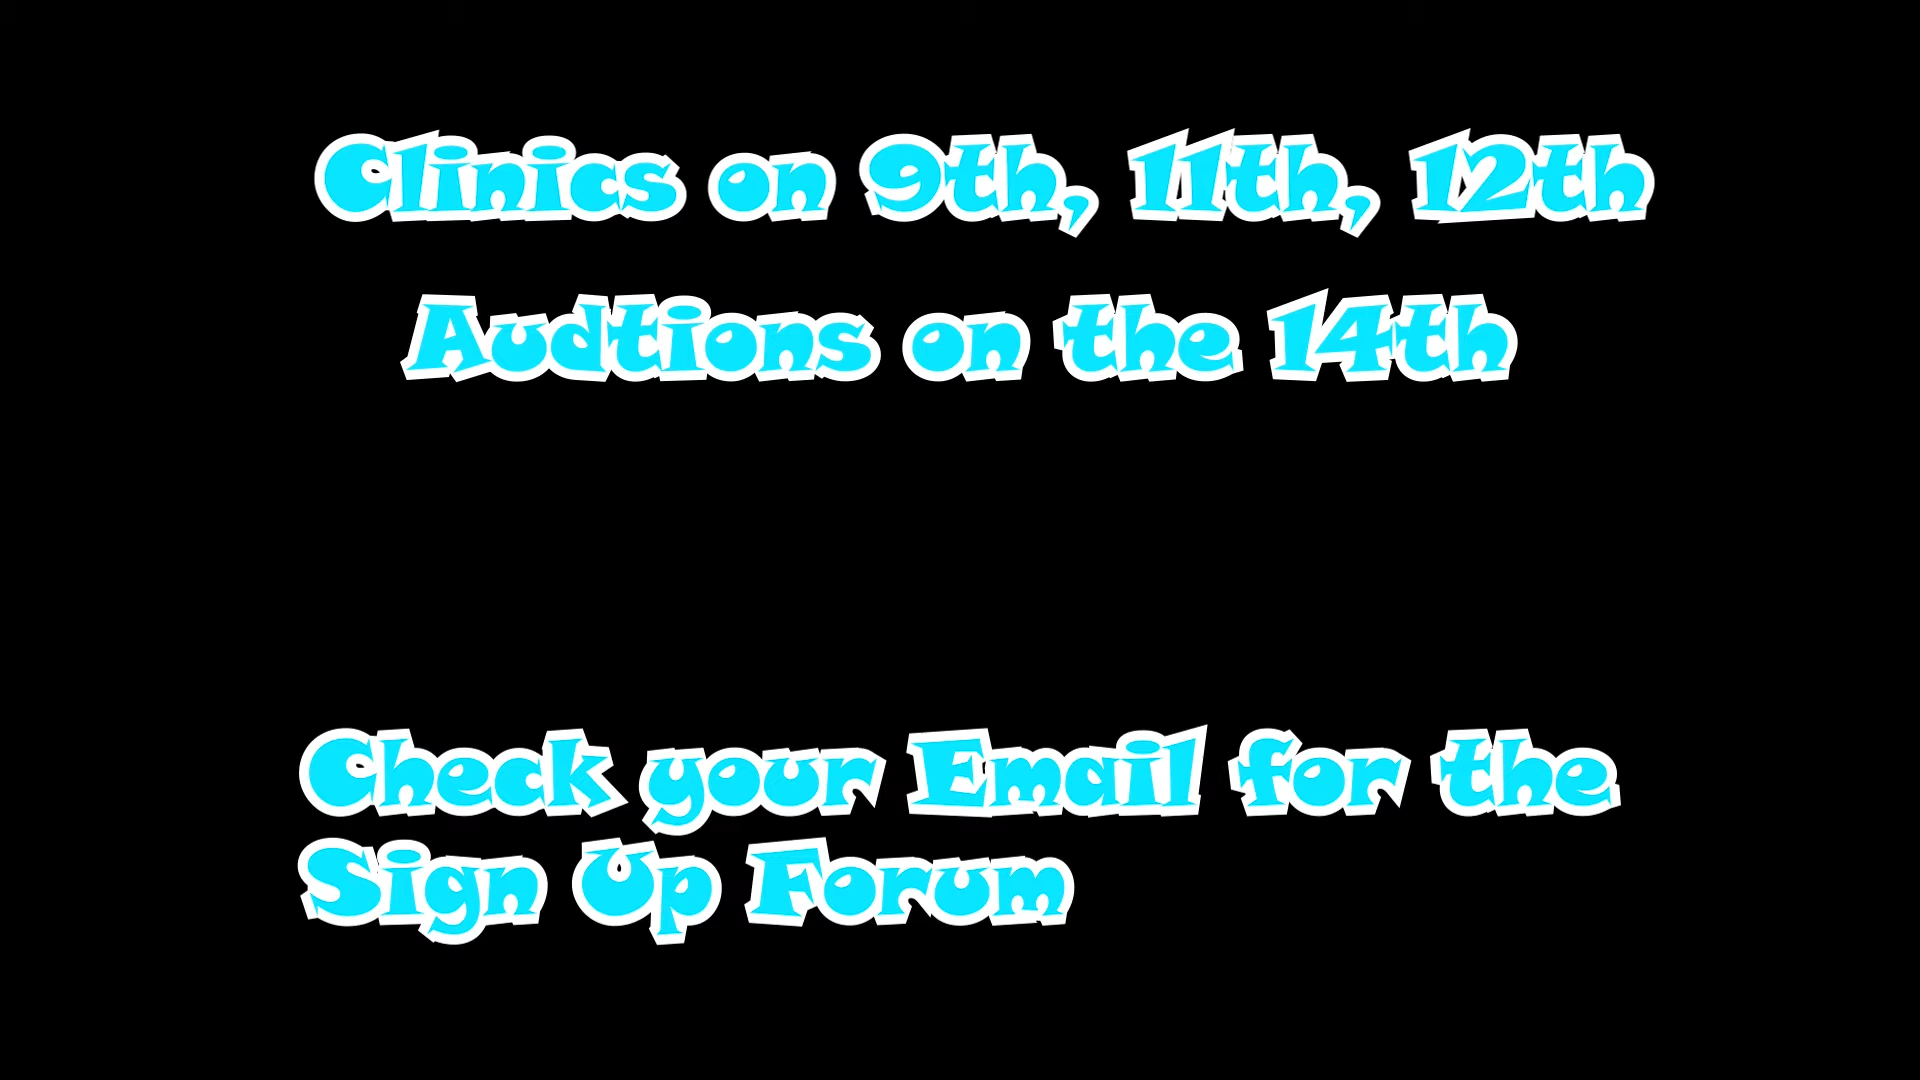 Clinics on 9th, 11th, 12th
Audtions on the 14th
Check your Email for the
Sign Up Forum